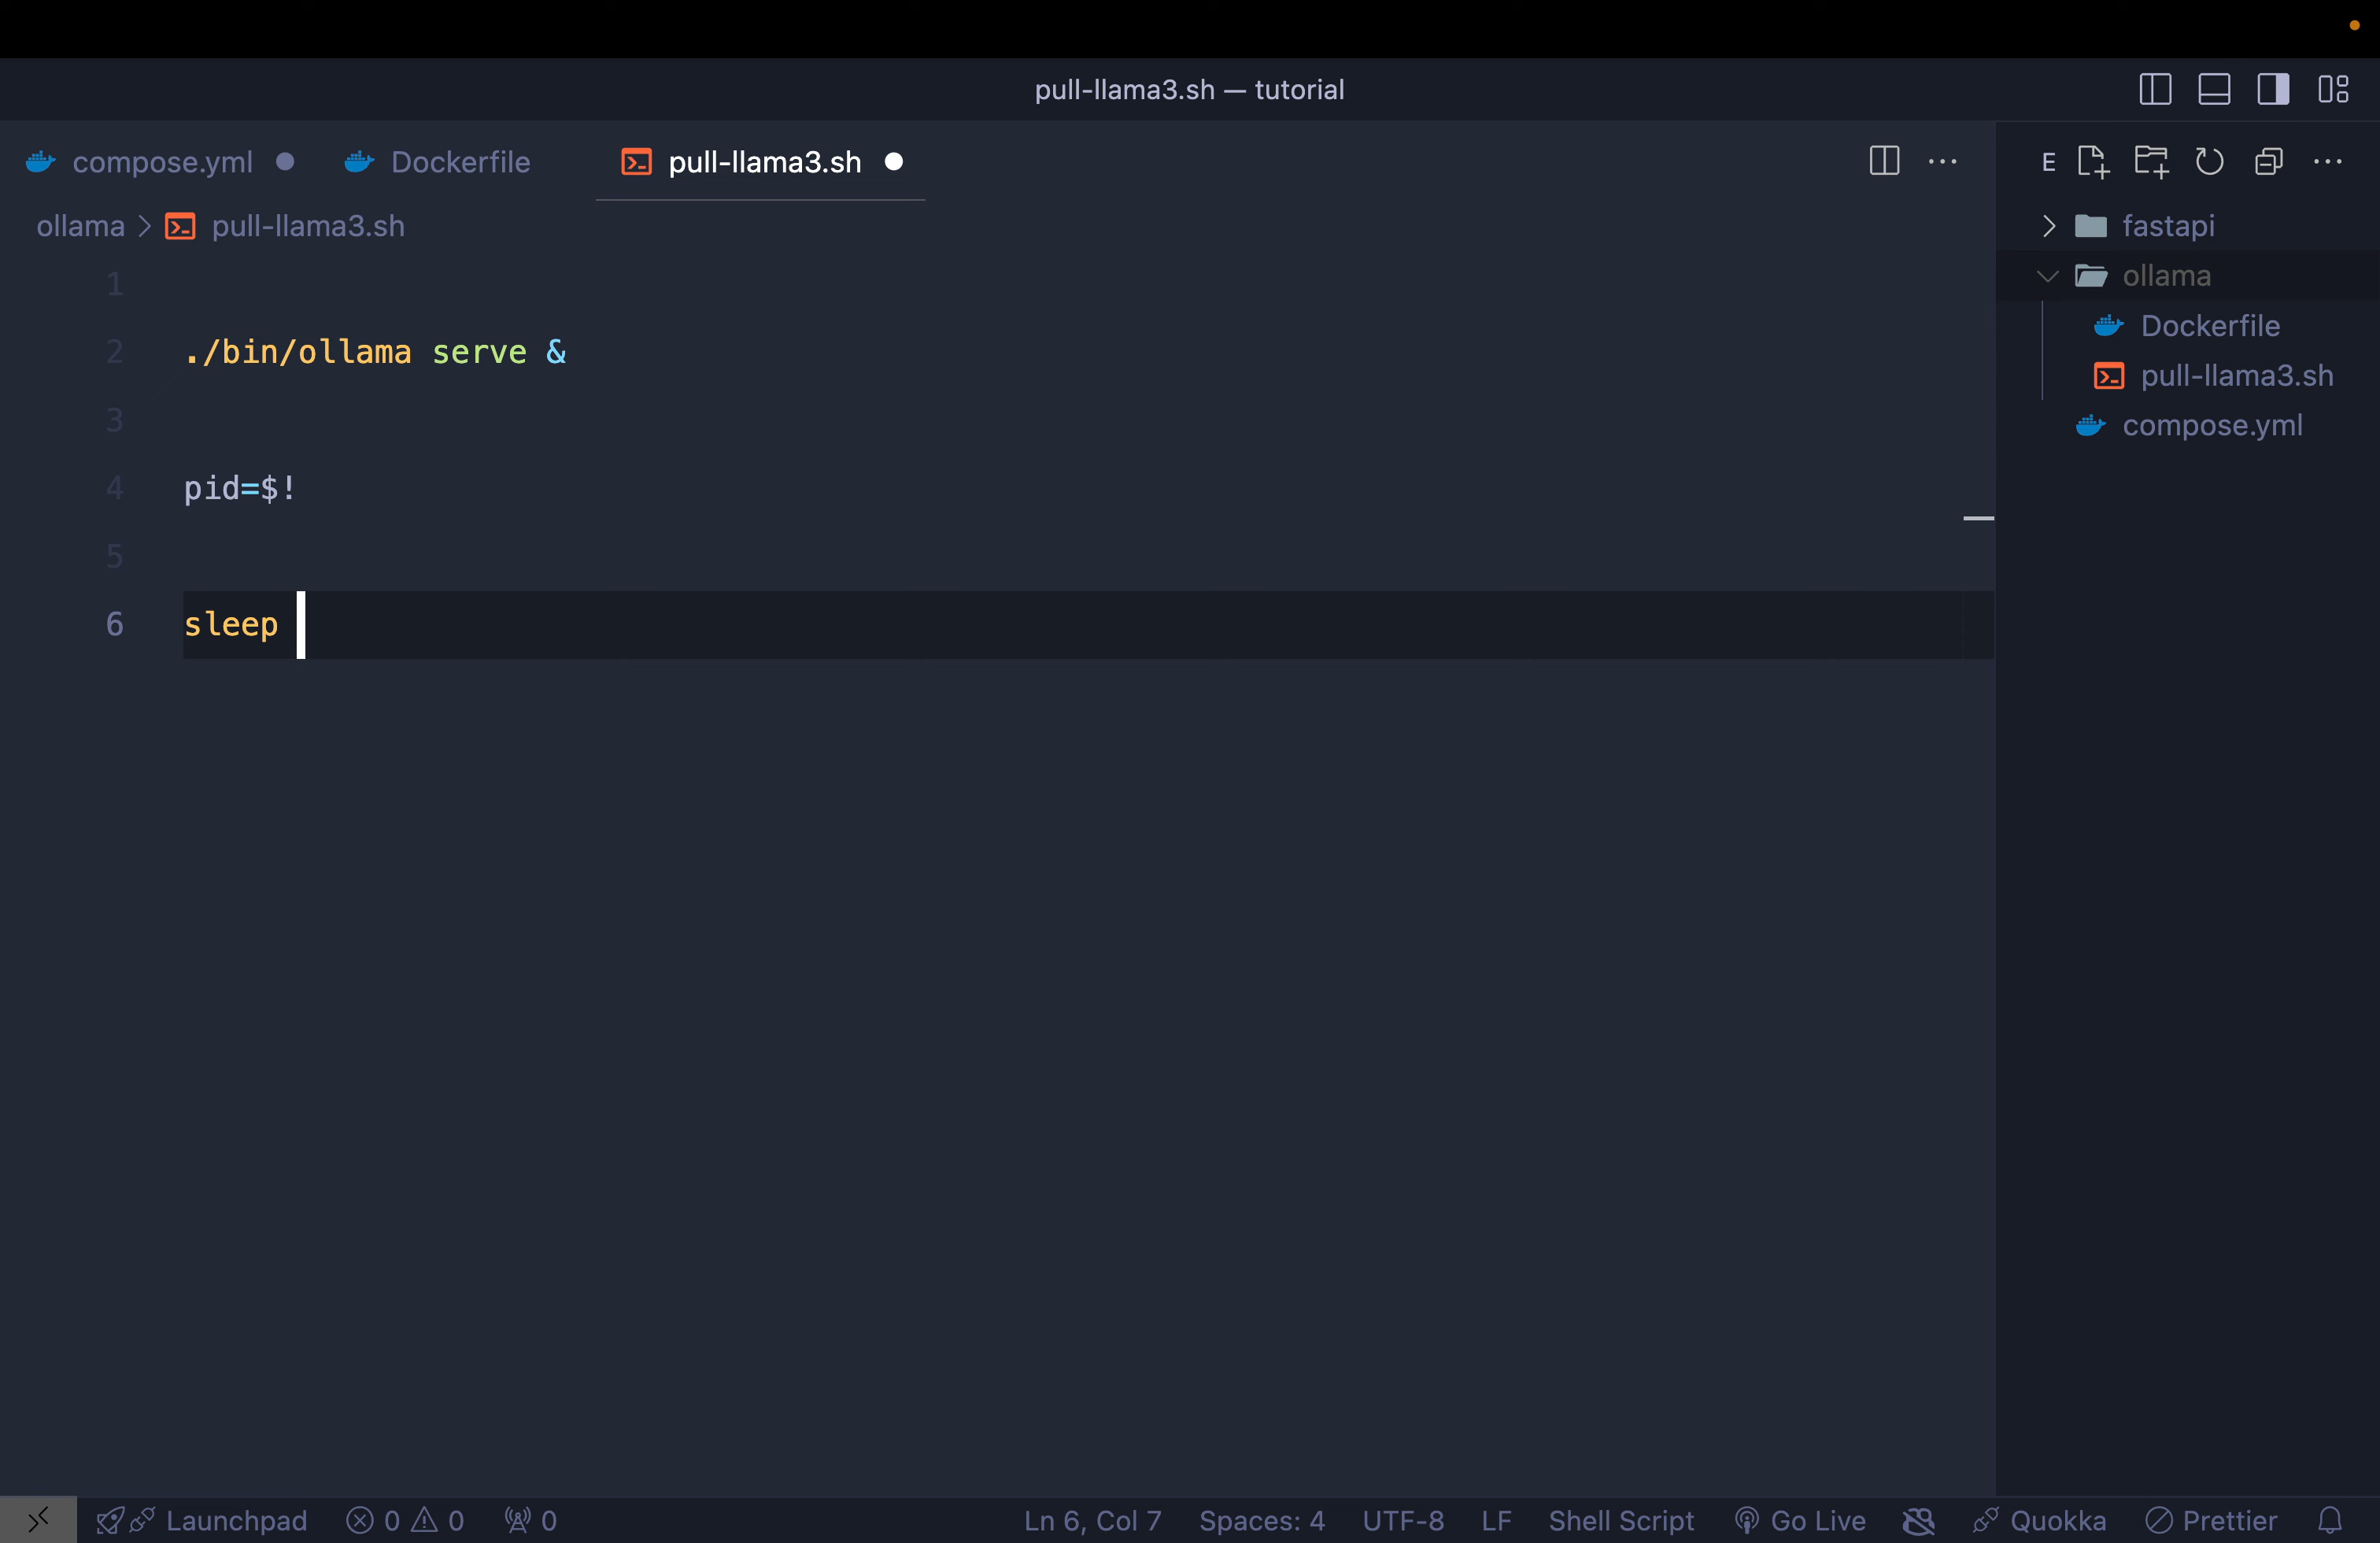 pull-llama3.sh — tutorial
compose.yml Dockerfile pull-llama3.sh
ollama pull-llama3.sh
1
2 ./bin/ollama serve &
3
4 pid=$!
5
6 sleep
E
fastapi
ollama
Dockerfile
pull-llama3.sh
compose.yml
Launchpad 0 0 0 Ln 6, Col 7 Spaces: 4 UTF-8 LF Shell Script Go Live Quokka Prettier